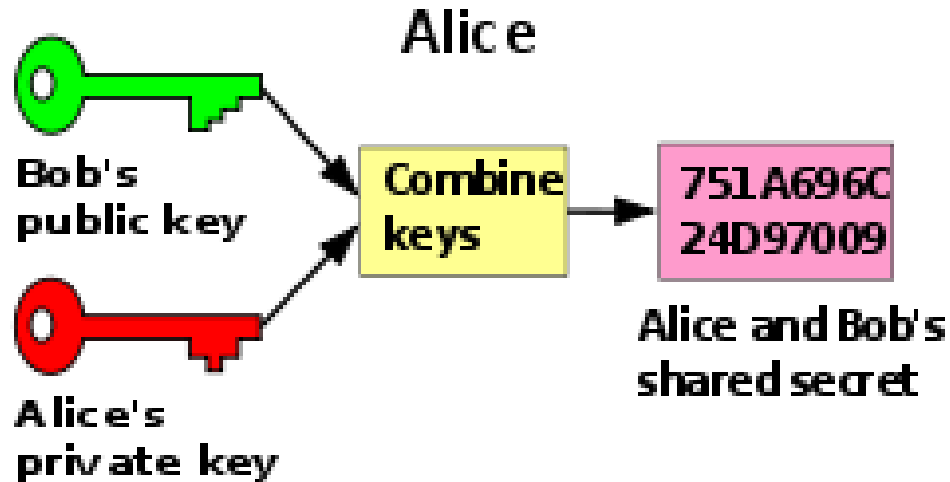 Alice
Bob's
public key
Combine
keys
751A696C
24D97009
Alice and Bob's
shared secret
Alice's
private key